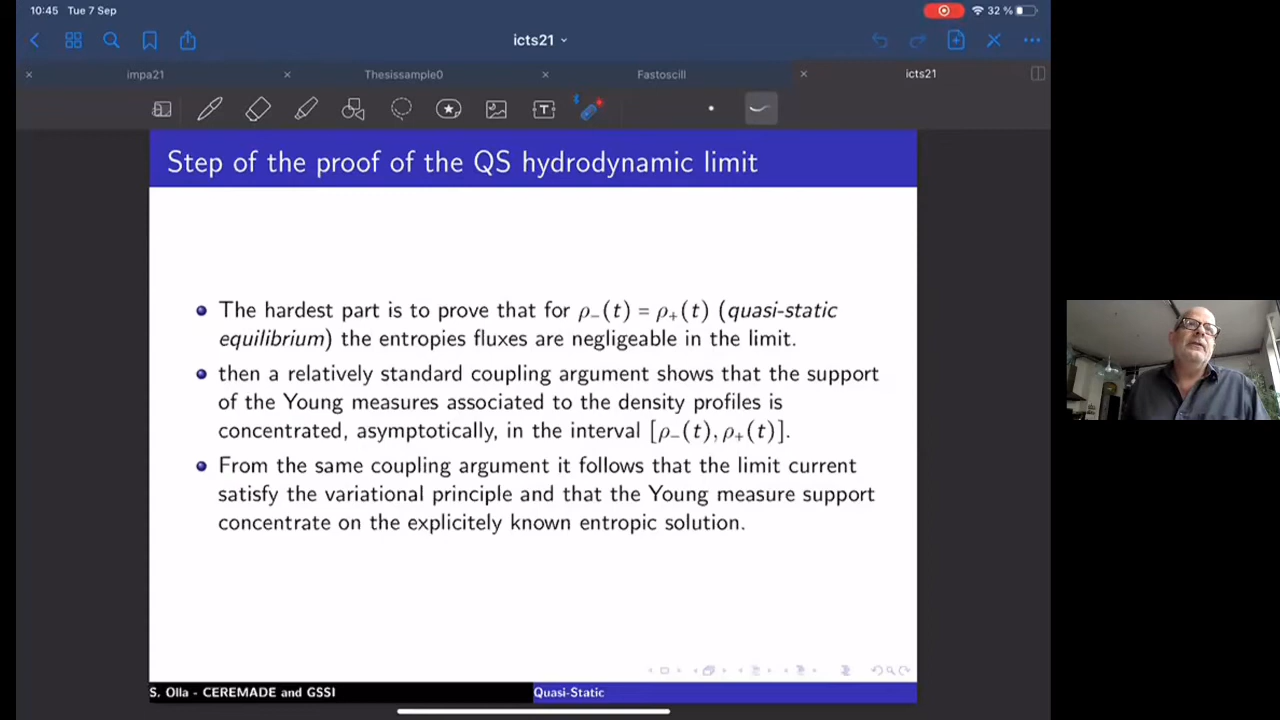 10:45 Tue 7 Sep
32 %
icts21
impa21
Thesissample0
Fastoscill
icts21
T
Step of the proof of the QS hydrodynamic limit
The hardest part is to prove that for ρ₋(t) = ρ₊(t) (quasi-static
equilibrium) the entropies fluxes are negligeable in the limit.
then a relatively standard coupling argument shows that the support
of the Young measures associated to the density profiles is
concentrated, asymptotically, in the interval [ρ₋(t), ρ₊(t)].
From the same coupling argument it follows that the limit current
satisfy the variational principle and that the Young measure support
concentrate on the explicitely known entropic solution.
S. Olla - CEREMADE and GSSI
Quasi-Static